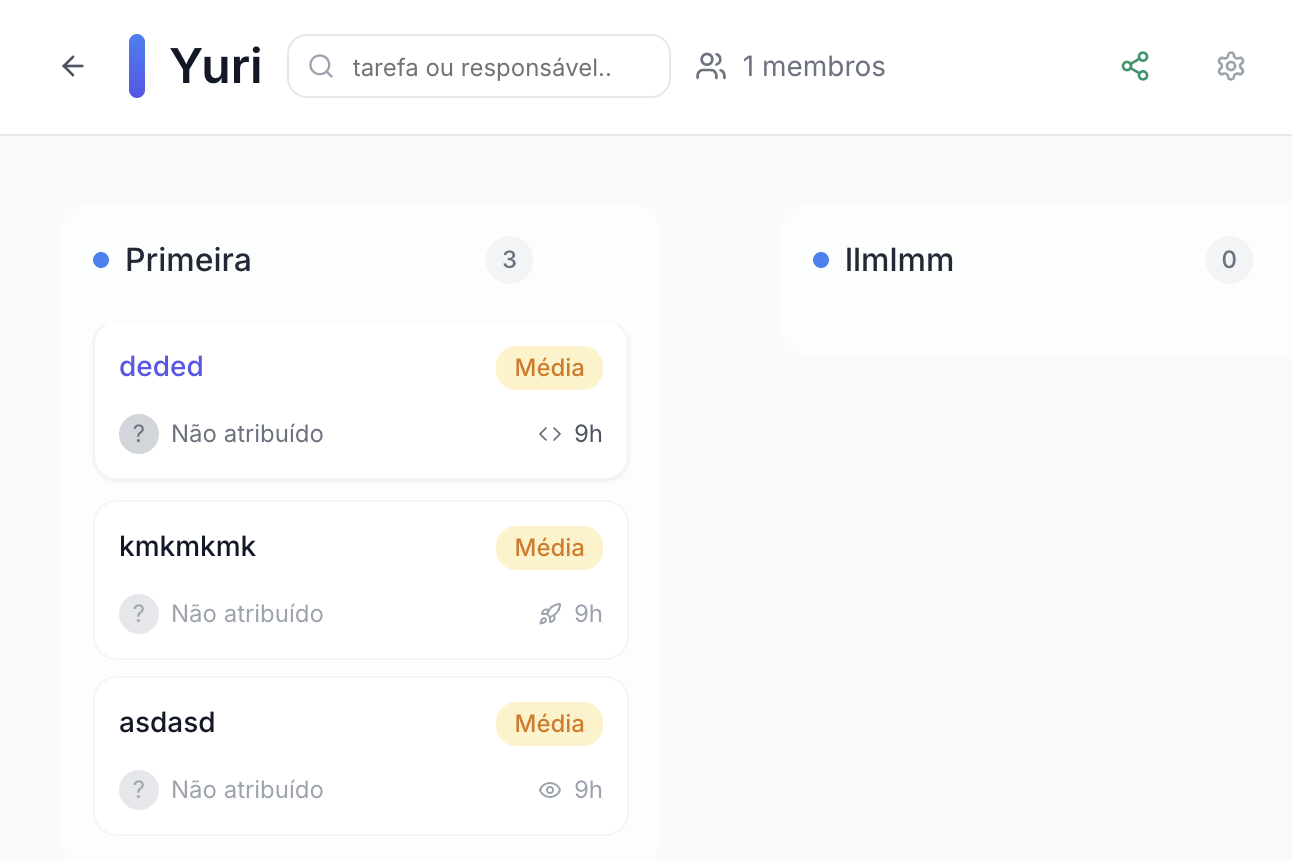 Yuri
tarefa ou responsável..
1 membros
Primeira
3
deded
Média
? Não atribuído
9h
kmkmkmk
Média
? Não atribuído
9h
asdasd
Média
? Não atribuído
9h
llmlmm
0